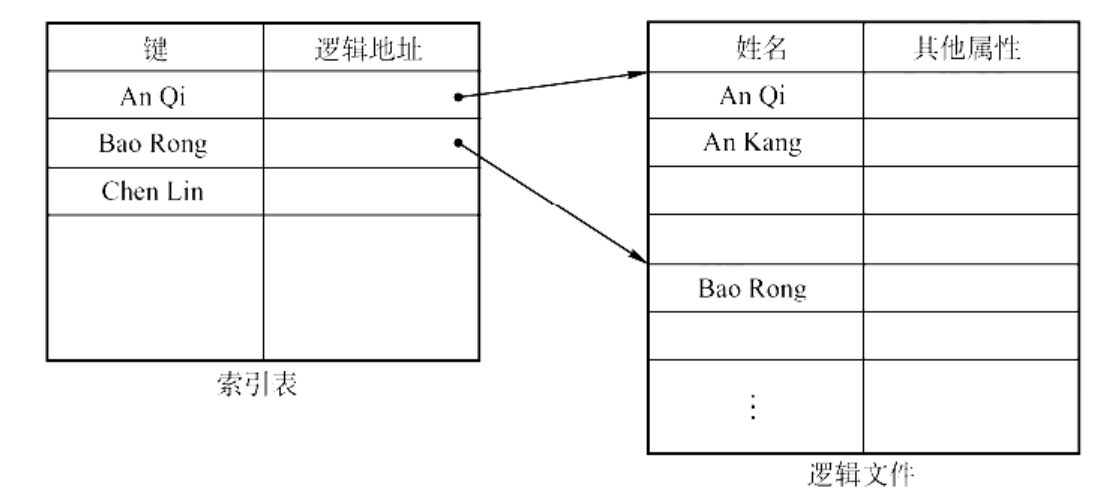 键 逻辑地址
An Qi
Bao Rong
Chen Lin
索引表
姓名 其他属性
An Qi
An Kang
Bao Rong
⋮
逻辑文件